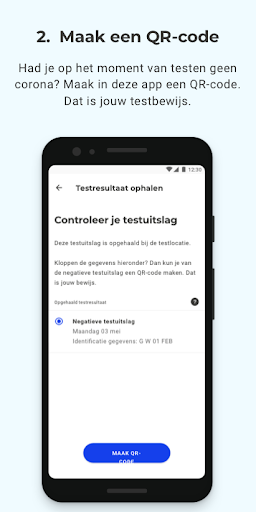 2. Maak een QR-code
Had je op het moment van testen geen
corona? Maak in deze app een QR-code.
Dat is jouw testbewijs.
12:30
Testresultaat ophalen
Controleer je testuitslag
Deze testuitslag is opgehaald bij de testlocatie.
Kloppen de gegevens hieronder? Dan kun je van
de negatieve testuitslag een QR-code maken. Dat
is jouw bewijs.
Opgehaald testresultaat
?
Negatieve testuitslag
Maandag 03 mei
Identificatie gegevens: G W 01 FEB
MAAK QR-
CODE